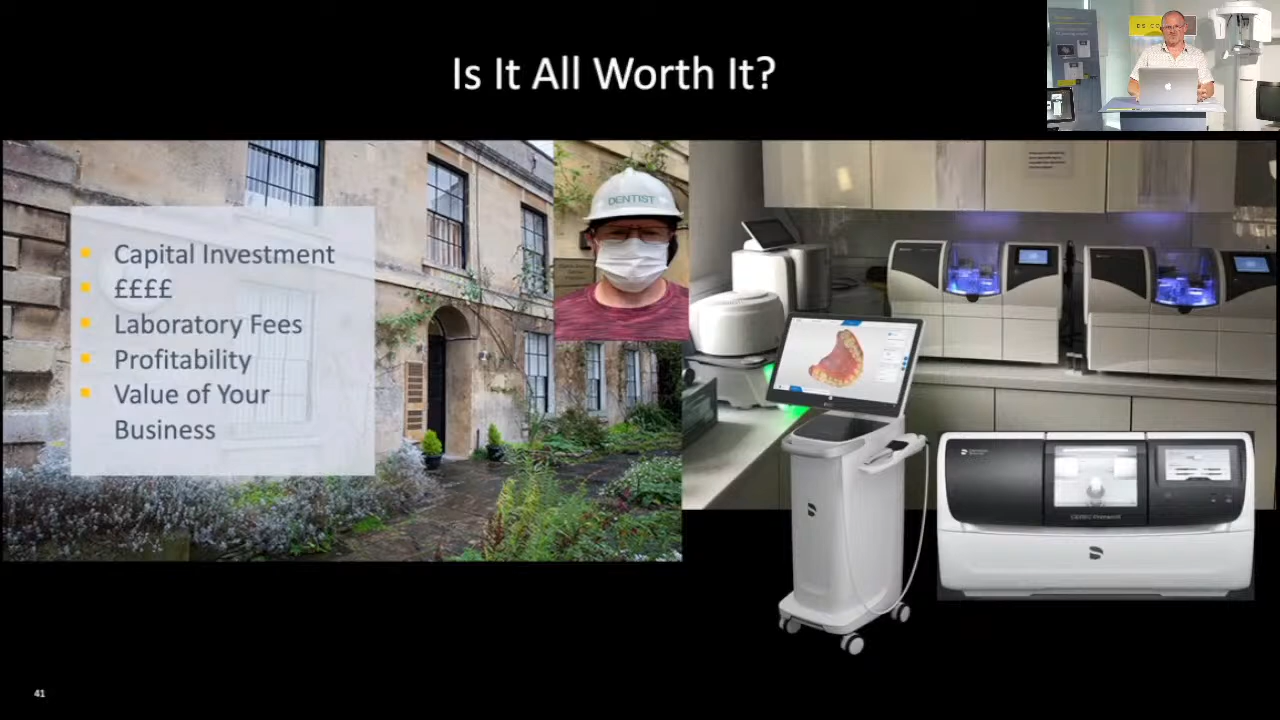 Is It All Worth It?
Capital Investment
££££
Laboratory Fees
Profitability
Value of Your
Business
DENTIST
41